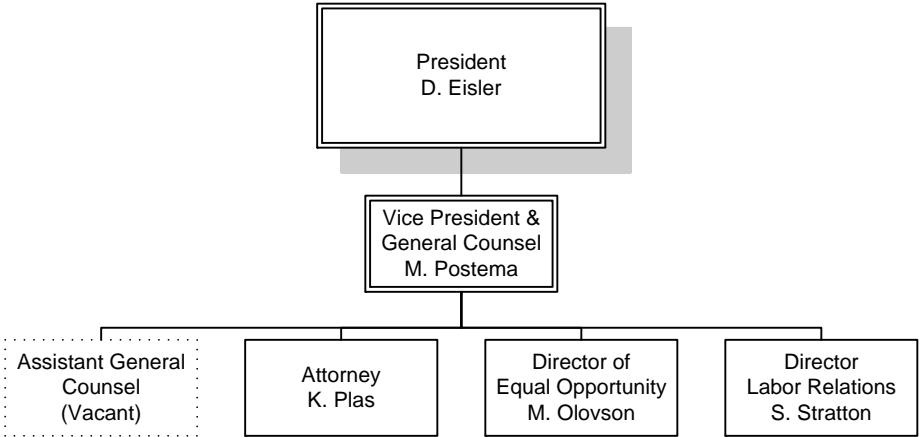 President
D. Eisler
Vice President &
General Counsel
M. Postema
Assistant General
Counsel
(Vacant)
Attorney
K. Plas
Director of
Equal Opportunity
M. Olovson
Director
Labor Relations
S. Stratton